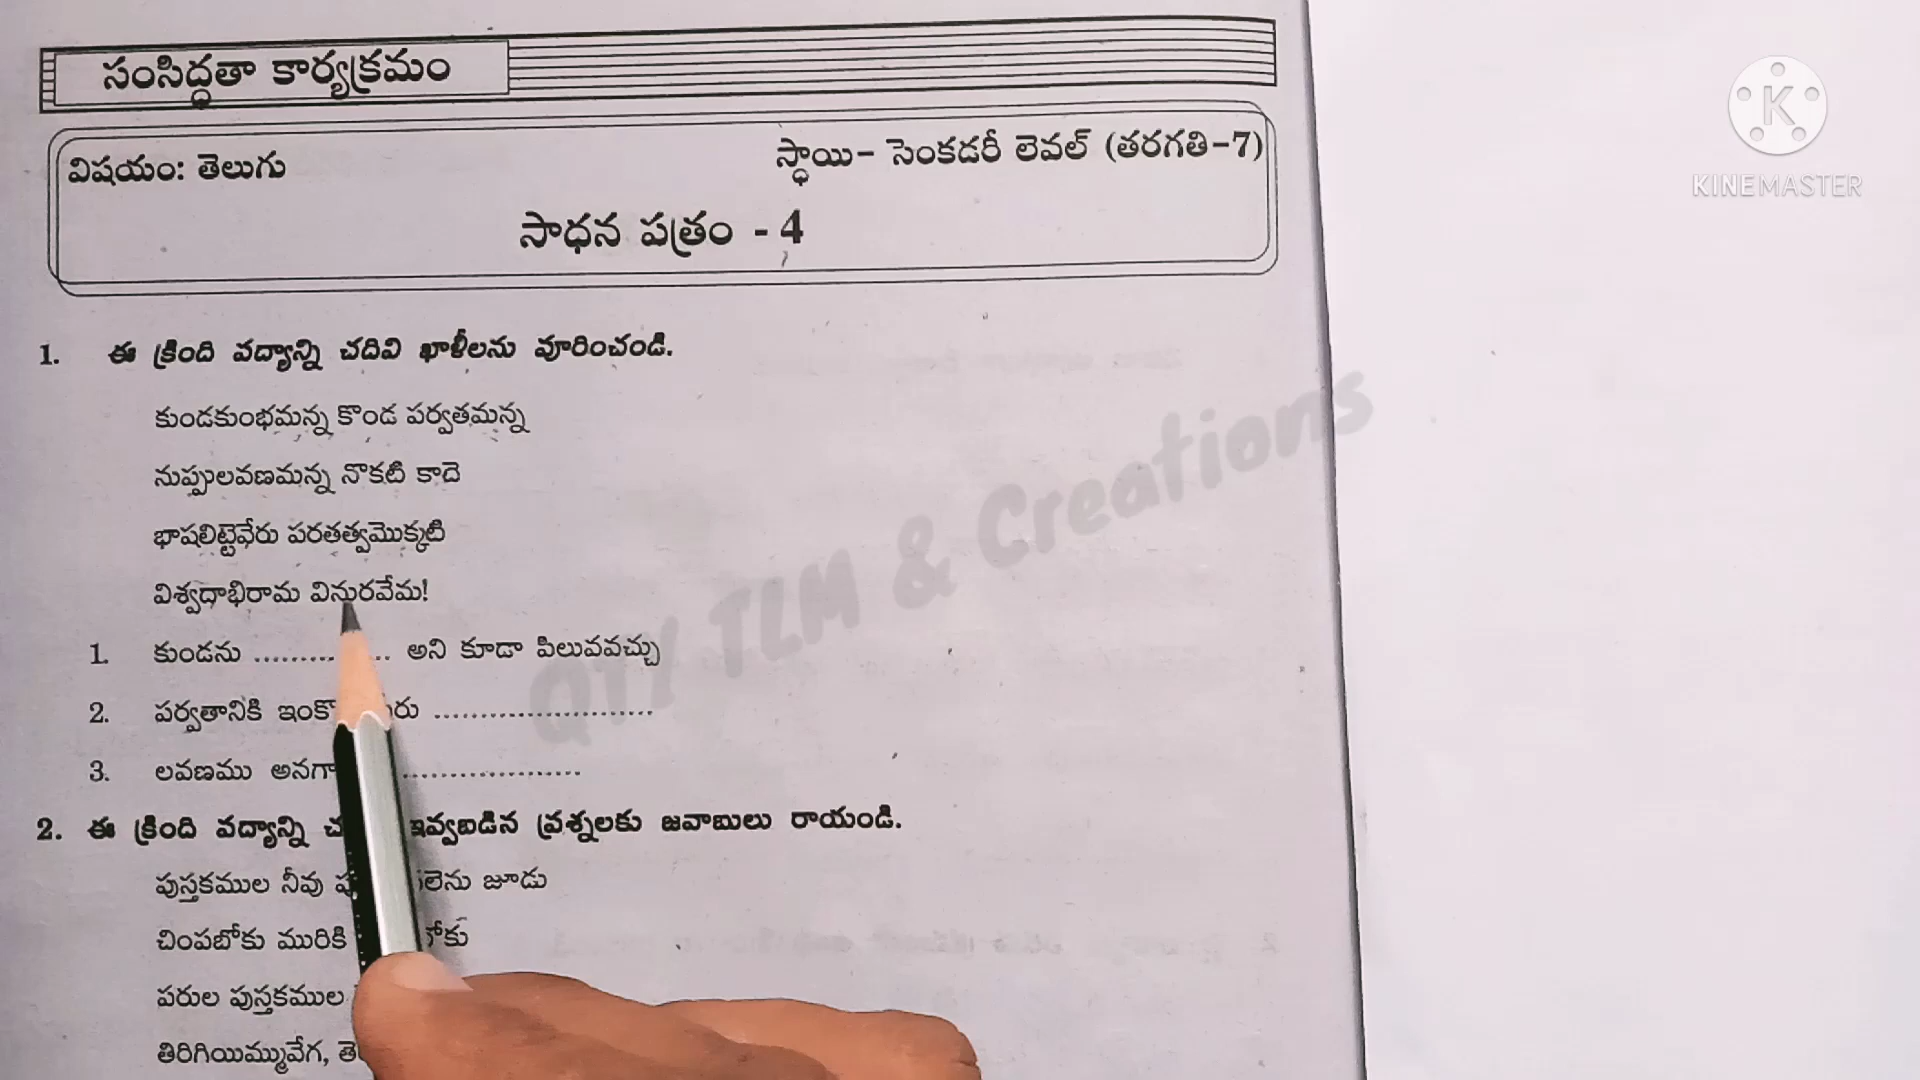 సంసిద్ధతా కార్యక్రమం
విషయం: తెలుగు
స్థాయి- సెంకడరీ లెవల్ (తరగతి-7)
సాధన పత్రం - 4
KINEMASTER
1. ఈ క్రింది పద్యాన్ని చదివి ఖాళీలను పూరించండి.
కుండకుంభమన్న కొండ పర్వతమన్న
నుప్పులవణమన్న నొకటి కాదె
భాషలిట్టెవేరు పరతత్వమొక్కటి
విశ్వదాభిరామ వినురవేమ!
1. కుండను ............... అని కూడా పిలువవచ్చు
2. పర్వతానికి ........................
3. లవణము ....................
2. ఈ క్రింది పద్యాన్ని ఇవ్వబడిన ప్రశ్నలకు జవాబులు రాయండి.
పుస్తకముల నీవు జూడు
చింపబోకు మురికి
పరుల పుస్తకముల
తిరిగియిమ్మువేగ,
QTY TLM & Creations